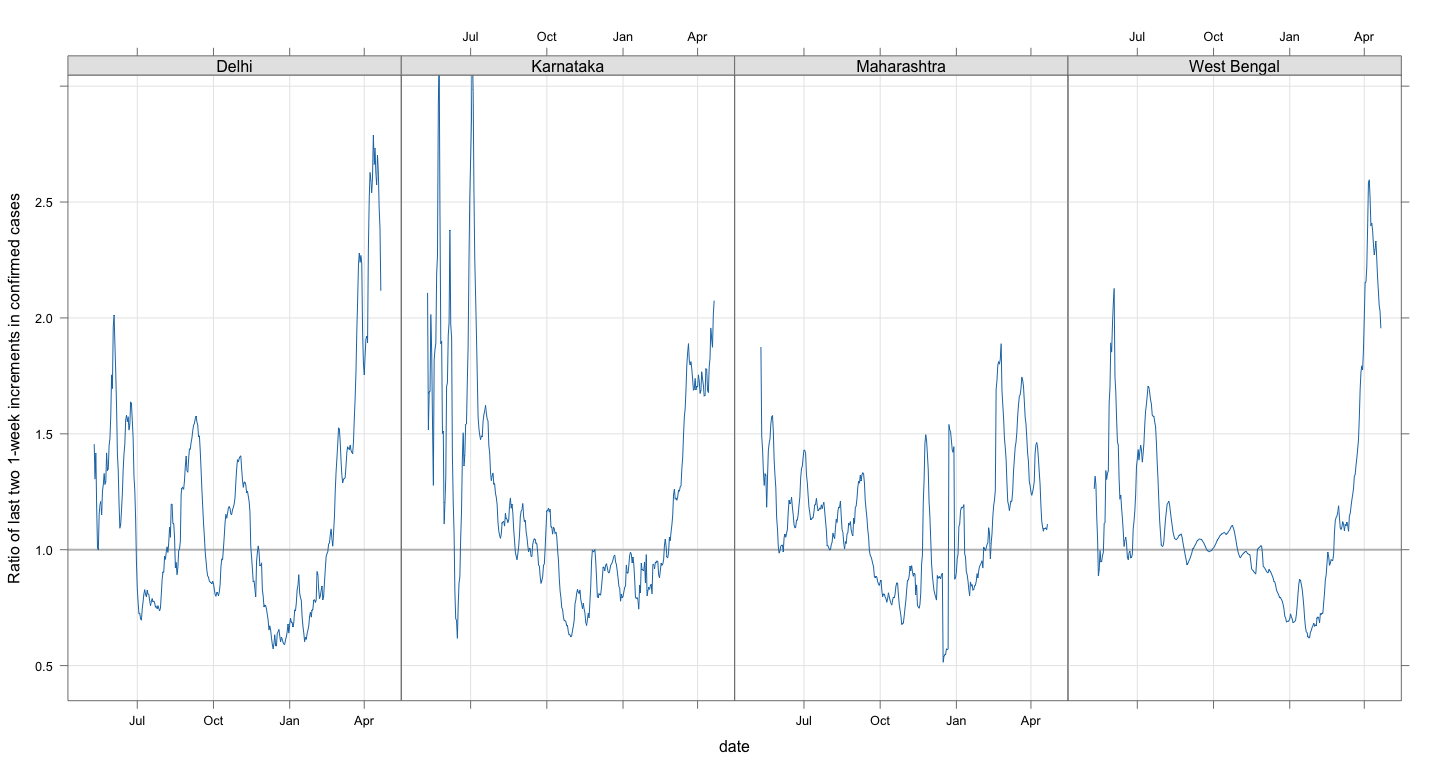 Jul Oct Jan Apr Jul Oct Jan Apr
Delhi Karnataka Maharashtra West Bengal
2.5
2.0
1.5
1.0
0.5
Ratio of last two 1-week increments in confirmed cases
Jul Oct Jan Apr Jul Oct Jan Apr
date